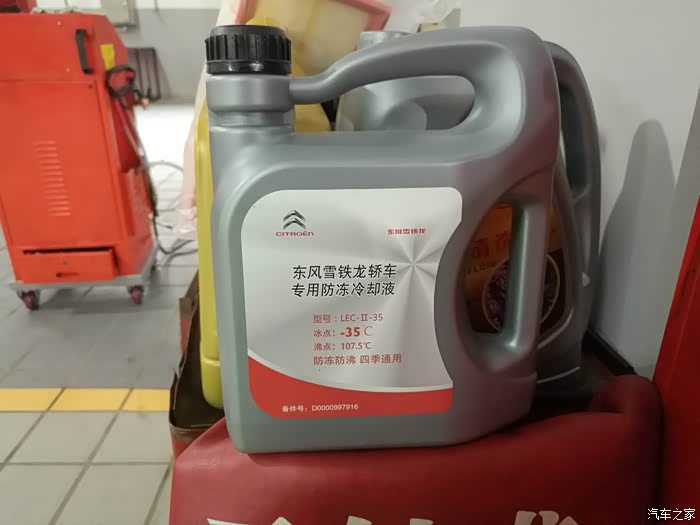 CITROËN
东风雪铁龙
东风雪铁龙轿车
专用防冻冷却液
型号：LEC-II-35
冰点：-35℃
沸点：107.5℃
防冻防沸 四季通用
备件号：D0000997916
汽车之家